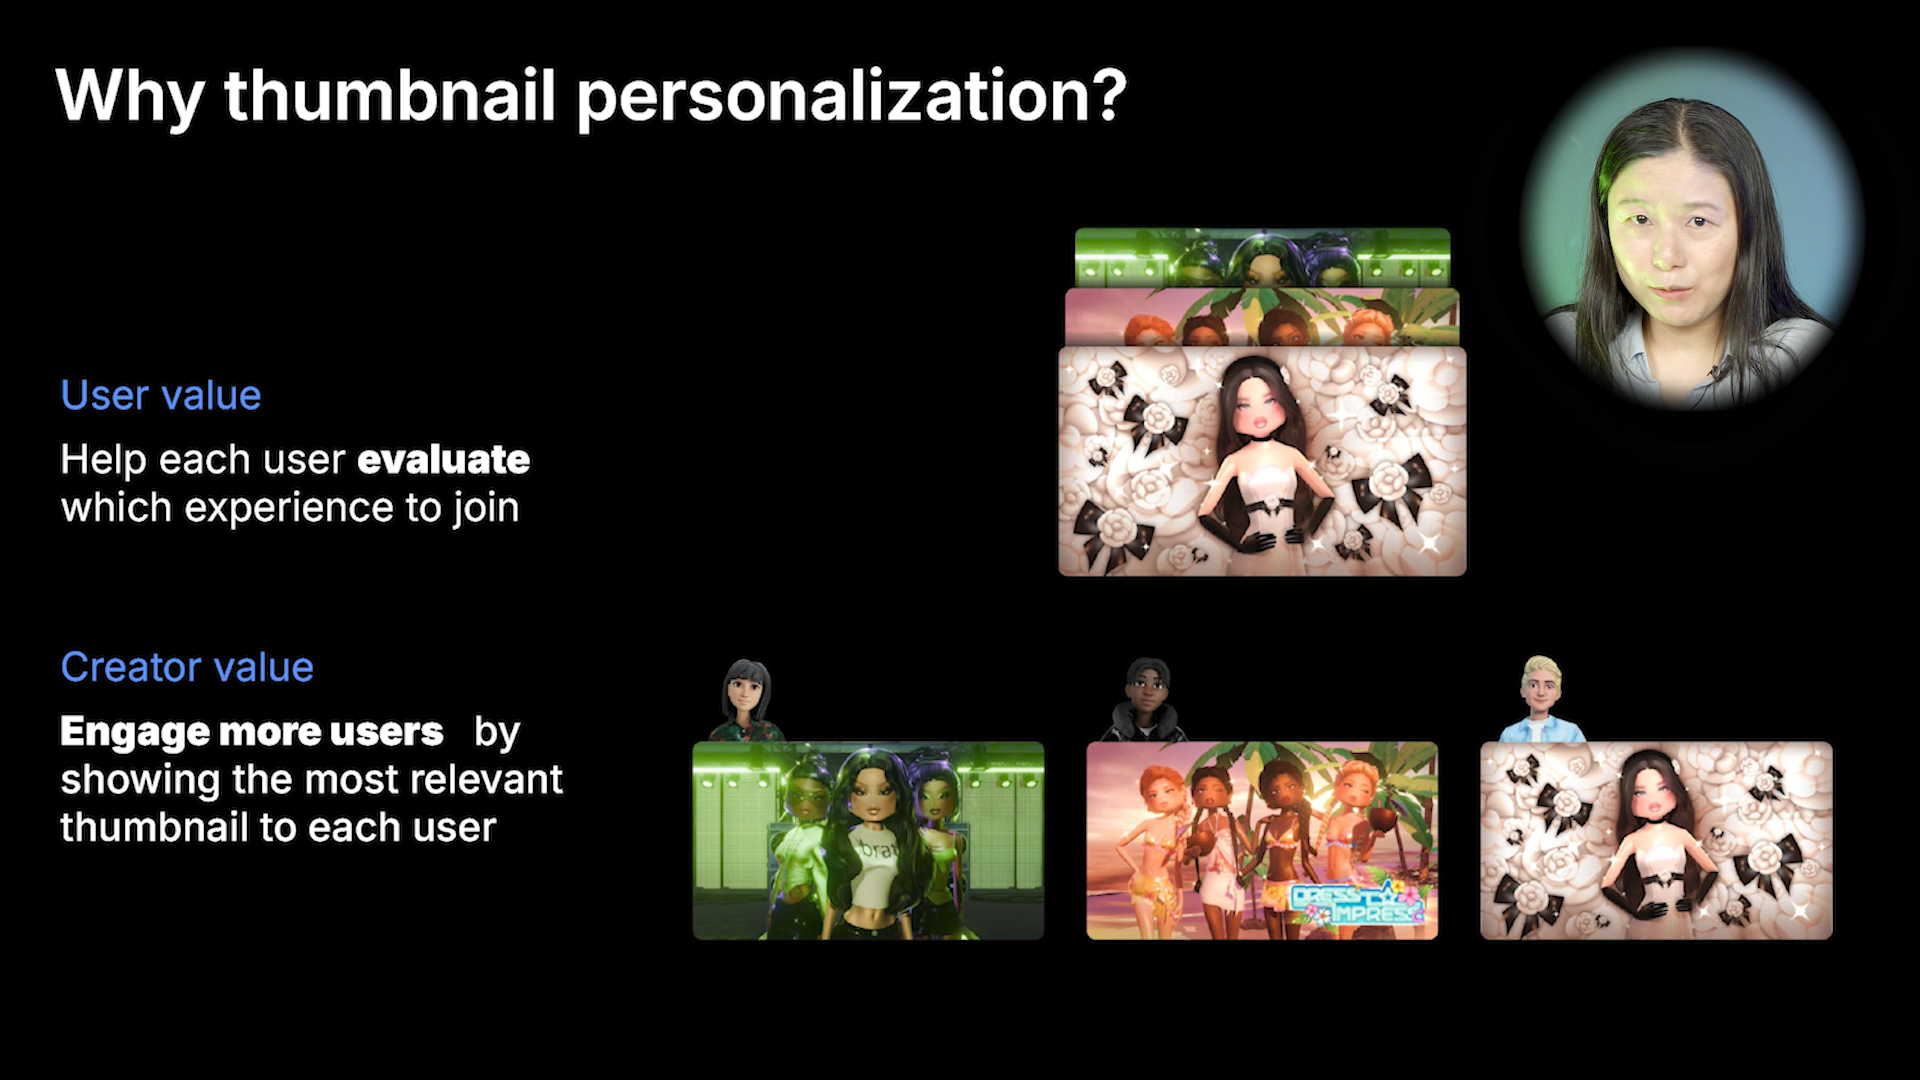 Why thumbnail personalization?
User value
Help each user evaluate
which experience to join
Creator value
Engage more users by
showing the most relevant
thumbnail to each user
brat
DRESS TO
IMPRESS